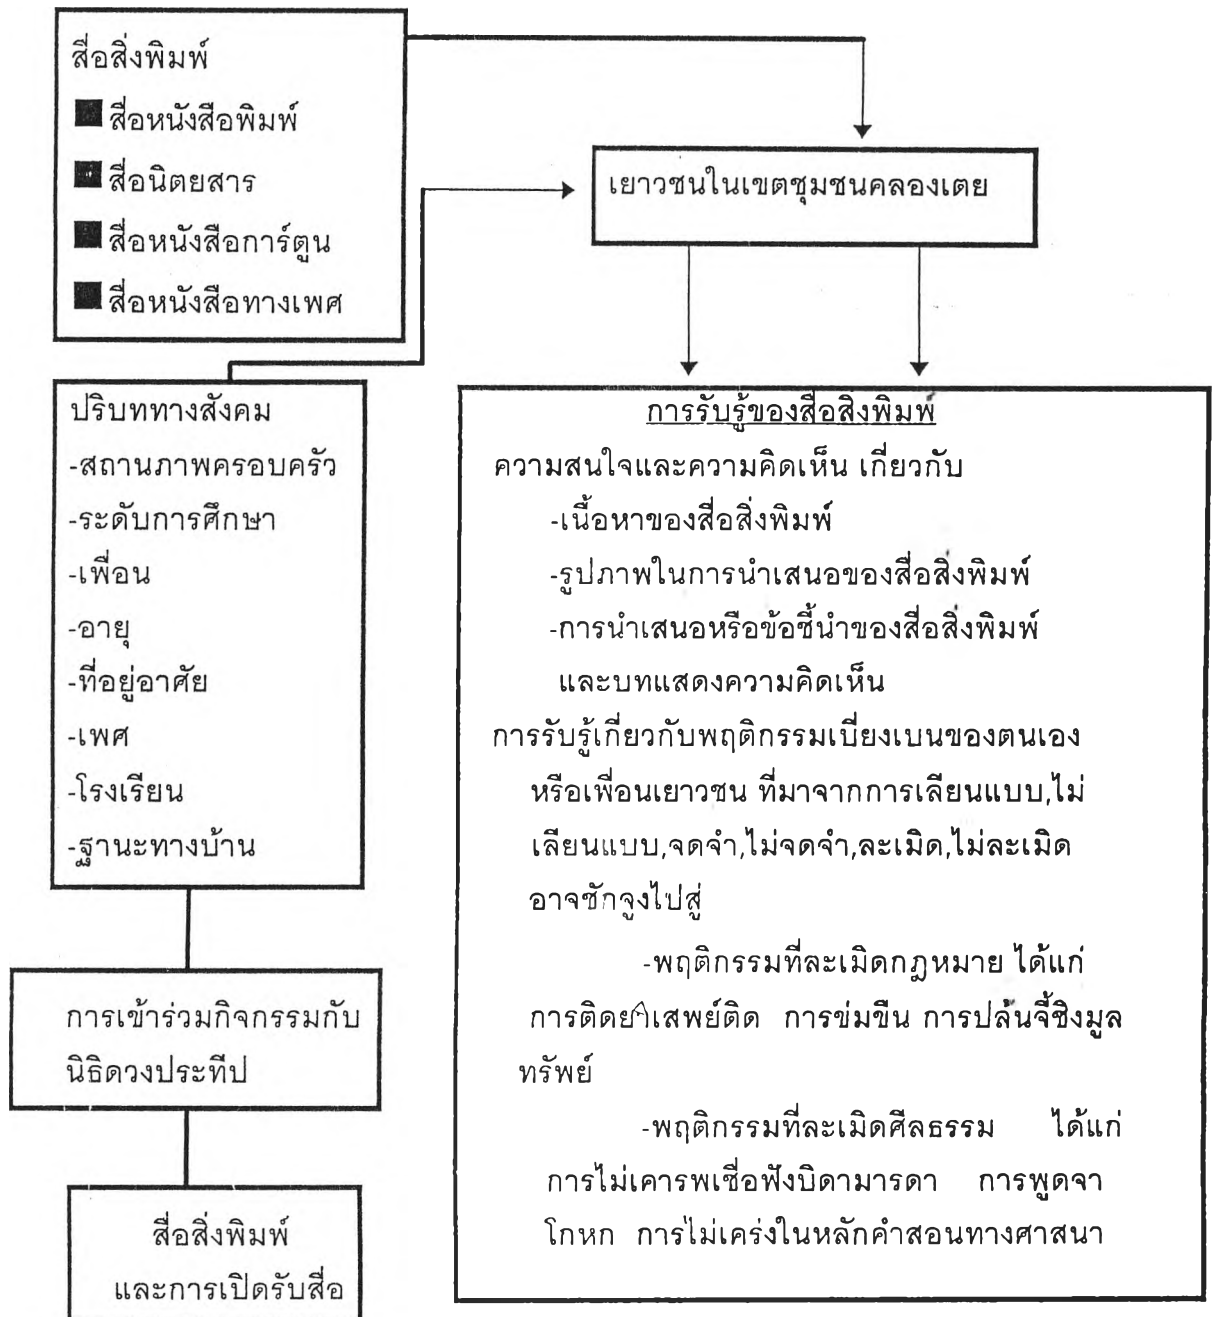 สื่อสิ่งพิมพ์
สื่อหนังสือพิมพ์
สื่อนิตยสาร
สื่อหนังสือการ์ตูน
สื่อหนังสือทางเพศ
เยาวชนในเขตชุมชนคลองเตย
ปริบททางสังคม
-สถานภาพครอบครัว
-ระดับการศึกษา
-เพื่อน
-อายุ
-ที่อยู่อาศัย
-เพศ
-โรงเรียน
-ฐานะทางบ้าน
การเข้าร่วมกิจกรรมกับ
นิธิดวงประทีป
สื่อสิ่งพิมพ์
และการเปิดรับสื่อ
การรับรู้ของสื่อสิ่งพิมพ์
ความสนใจและความคิดเห็น เกี่ยวกับ
-เนื้อหาของสื่อสิ่งพิมพ์
-รูปภาพในการนำเสนอของสื่อสิ่งพิมพ์
-การนำเสนอหรือข้อชี้นำของสื่อสิ่งพิมพ์
และบทแสดงความคิดเห็น
การรับรู้เกี่ยวกับพฤติกรรมเบี่ยงเบนของตนเอง
หรือเพื่อนเยาวชน ที่มาจากการเลียนแบบ,ไม่
เลียนแบบ,จดจำ,ไม่จดจำ,ละเมิด,ไม่ละเมิด
อาจชักจูงไปสู่
-พฤติกรรมที่ละเมิดกฎหมาย ได้แก่
การติดยาเสพย์ติด การข่มขืน การปล้นจี้ชิงมูล
ทรัพย์
-พฤติกรรมที่ละเมิดศีลธรรม ได้แก่
การไม่เคารพเชื่อฟังบิดามารดา การพูดจา
โกหก การไม่เคร่งในหลักคำสอนทางศาสนา